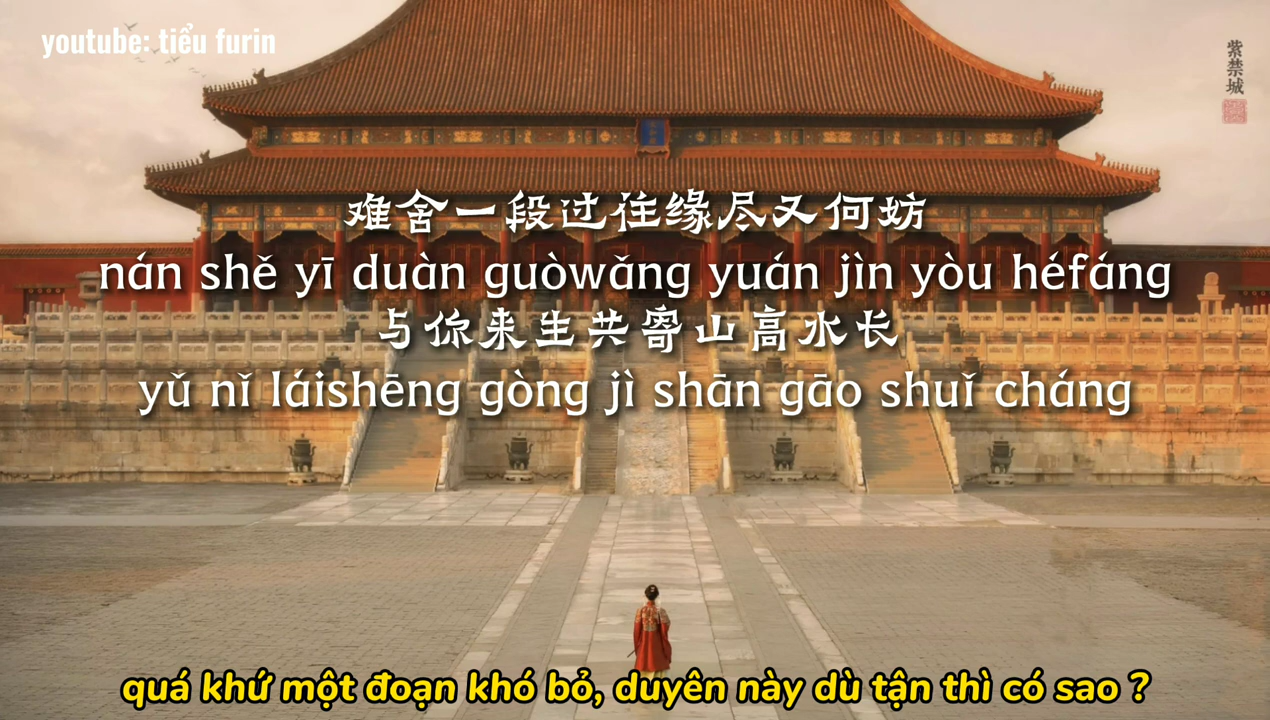 youtube: tiểu furin
紫禁城
难舍一段过往缘尽又何妨
nán shě yī duàn guòwǎng yuán jìn yòu héfáng
与你来生共寄山高水长
yǔ nǐ láishēng gòng jì shān gāo shuǐ cháng
quá khứ một đoạn khó bỏ, duyên này dù tận thì có sao ?